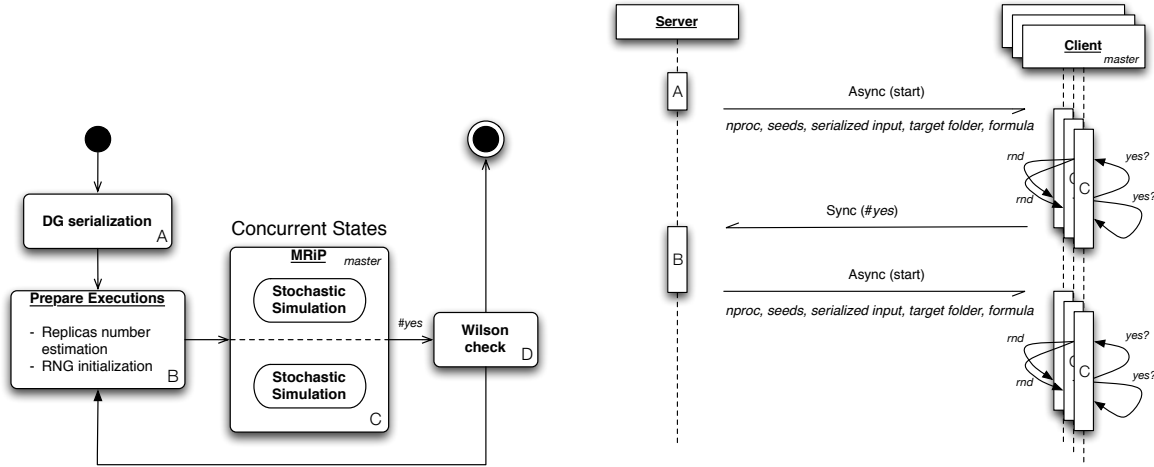 DG serialization
A
Prepare Executions
- Replicas number
estimation
- RNG initialization
B
Concurrent States
MRiP
master
Stochastic
Simulation
Stochastic
Simulation
C
#yes
Wilson
check
D
Server
Client
master
A
Async (start)
nproc, seeds, serialized input, target folder, formula
rnd
rnd
C
yes?
yes?
Sync (#yes)
B
Async (start)
nproc, seeds, serialized input, target folder, formula
rnd
rnd
C
yes?
yes?